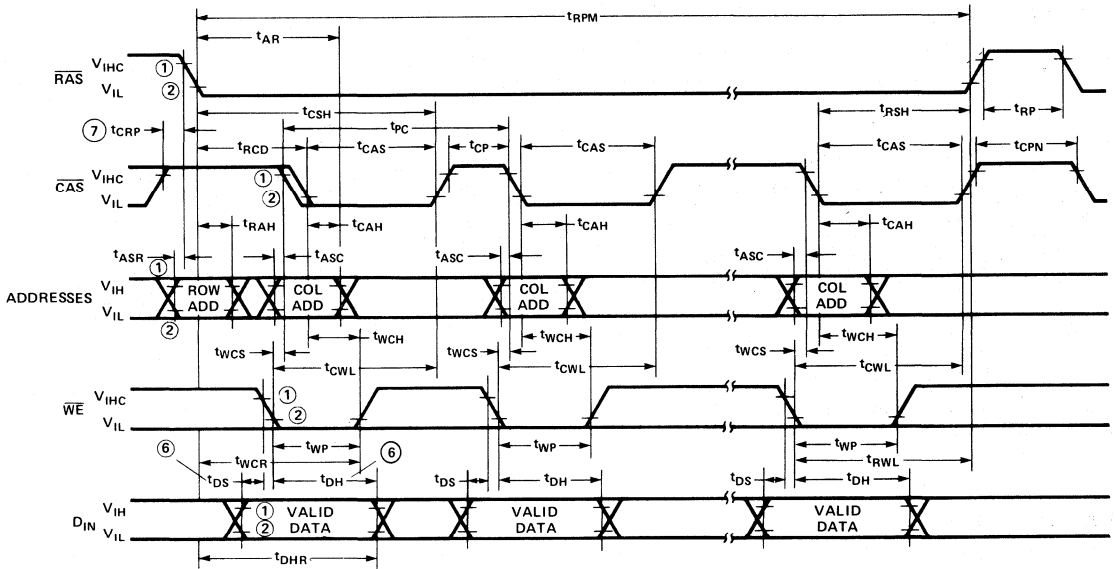 tRPM
tAR
RAS VIHC ①
VIL ②
tCSH tRSH tRP
⑦ tCRP tPC
tRCD tCAS tCP tCAS tCAS tCPN
CAS VIHC ①
VIL ②
tRAH tCAH tCAH tCAH
tASR tASC tASC tASC
①
ADDRESSES VIH ROW ADD COL ADD COL ADD COL ADD
VIL
②
tWCH tWCH tWCH
tWCS tWCS tWCS
tCWL tCWL tCWL
WE VIHC ①
VIL ②
tWP tWP tWP
⑥ tWCR ⑥ tRWL
tDS tDH tDS tDH tDS tDH
DIN VIH ① VALID VALID VALID
VIL ② DATA DATA DATA
tDHR